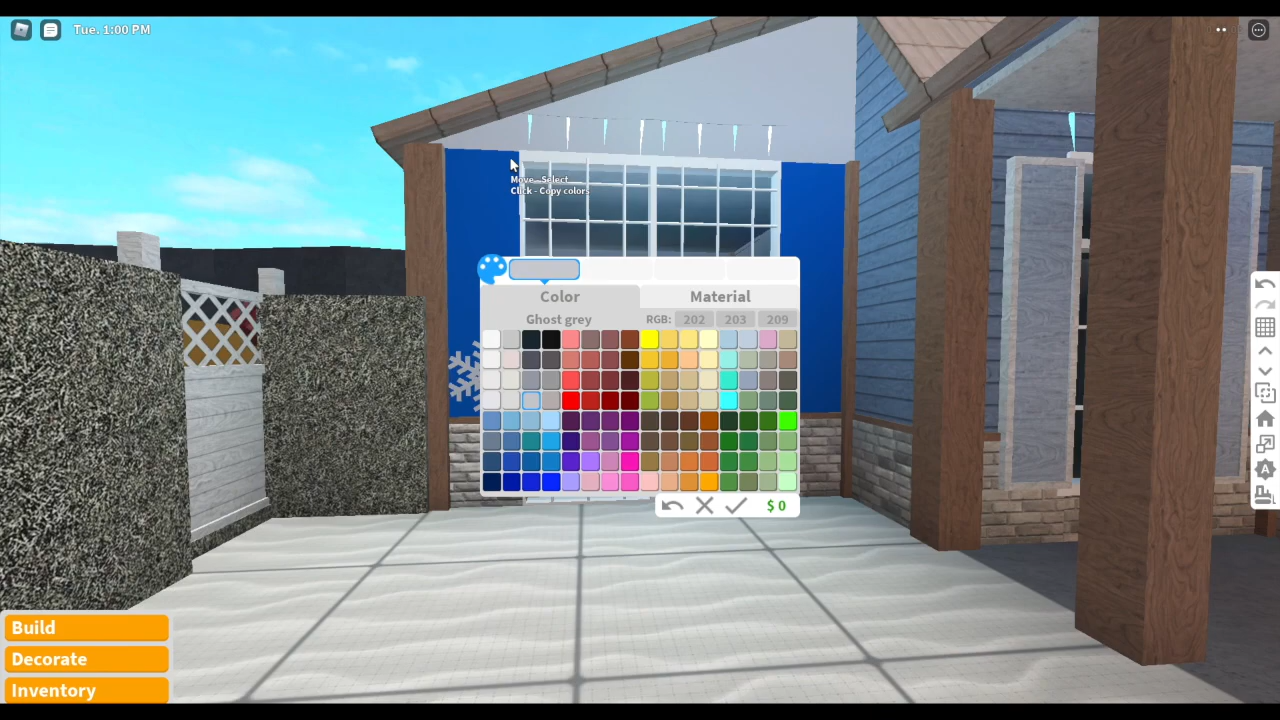 Tue. 1:00 PM
Move - Select
Click - Copy colors
Color
Material
Ghost grey
RGB: 202 203 209
$ 0
Build
Decorate
Inventory
A